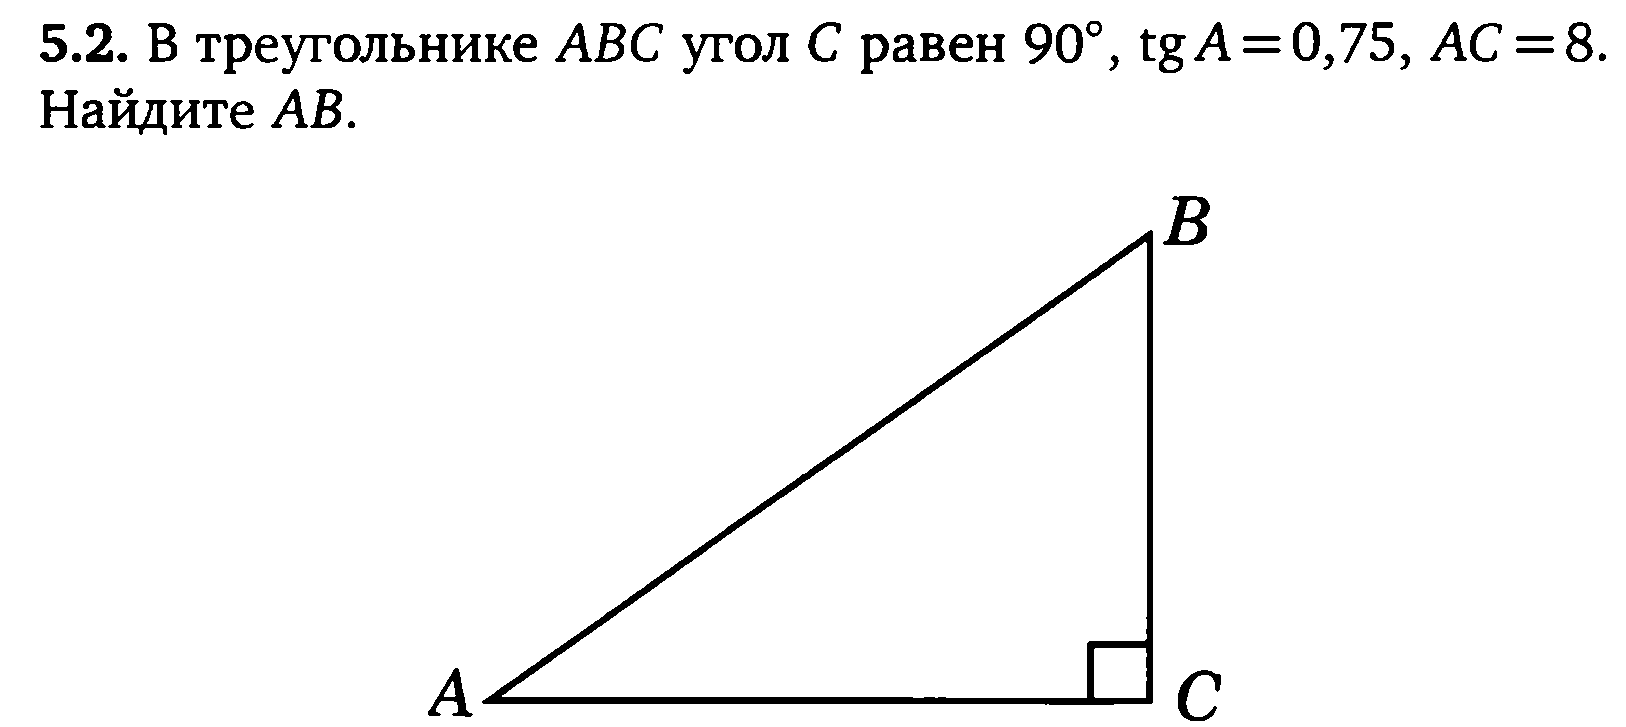 5.2. В треугольнике ABC угол C равен 90°, tg A = 0,75, AC = 8.
Найдите AB.
B
A
C